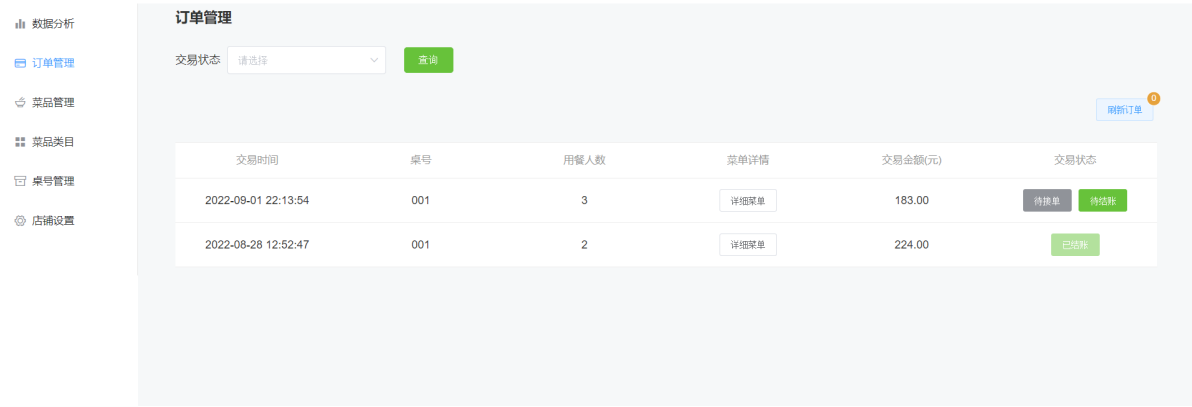 数据分析
订单管理
菜品管理
菜品类目
桌号管理
店铺设置
订单管理
交易状态 请选择 查询
0
刷新订单
交易时间 桌号 用餐人数 菜单详情 交易金额(元) 交易状态
2022-09-01 22:13:54 001 3 详细菜单 183.00 待接单 待结账
2022-08-28 12:52:47 001 2 详细菜单 224.00 已结账